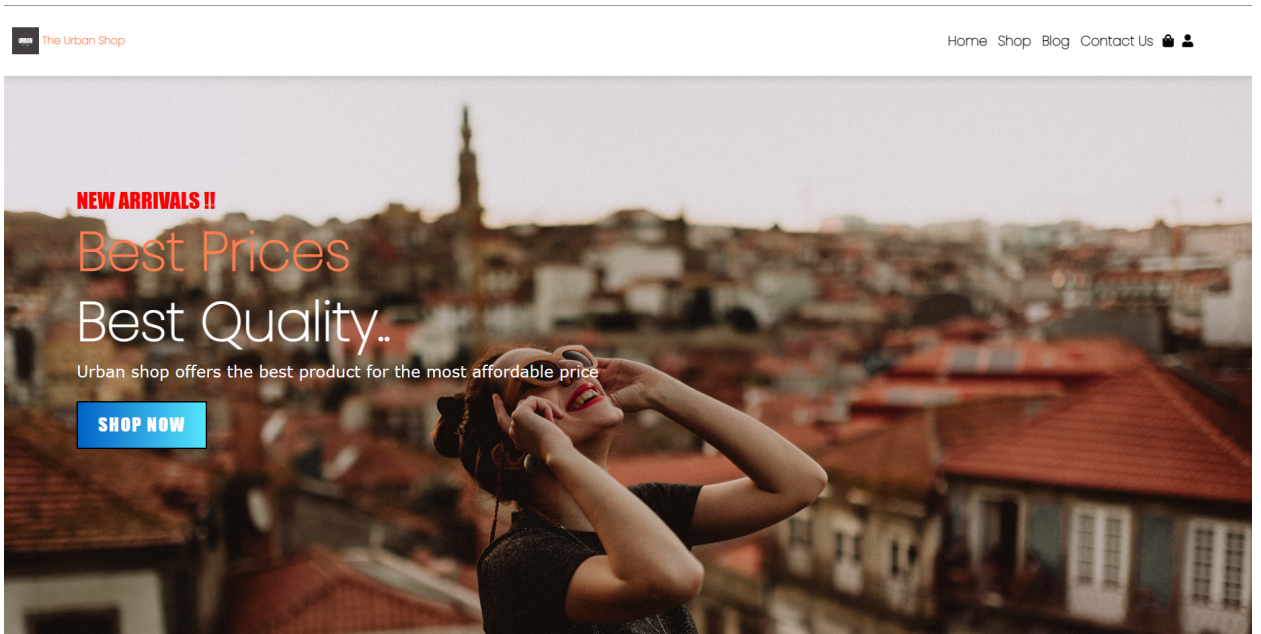 URBAN
The Urban Shop
Home Shop Blog Contact Us
NEW ARRIVALS !!
Best Prices
Best Quality..
Urban shop offers the best product for the most affordable price
SHOP NOW